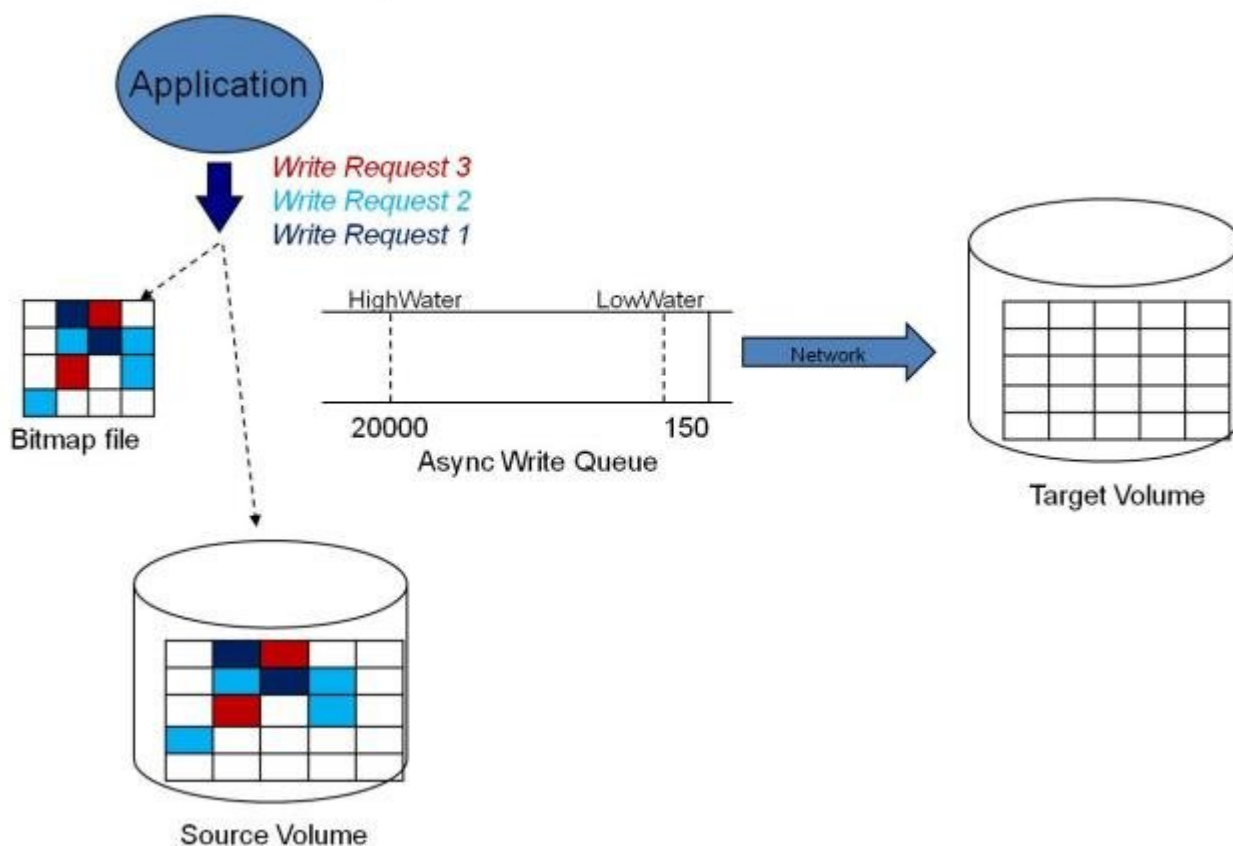 Application
Write Request 3
Write Request 2
Write Request 1
HighWater
LowWater
Network
20000
150
Bitmap file
Async Write Queue
Target Volume
Source Volume